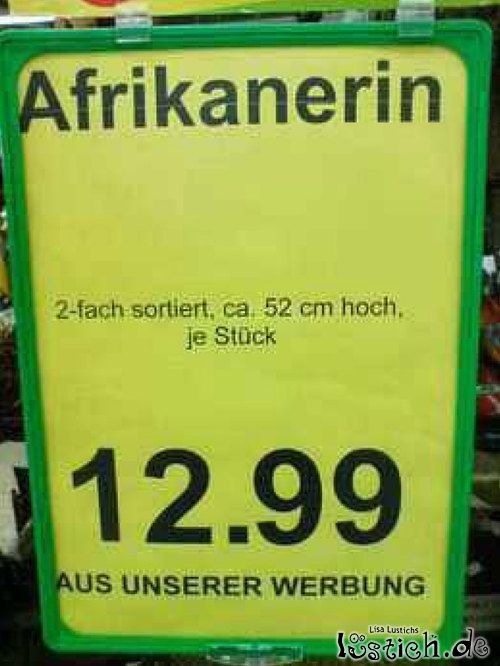 Afrikanerin
2-fach sortiert, ca. 52 cm hoch,
je Stück
12.99
AUS UNSERER WERBUNG
Lisa Lustichs
lustich.de